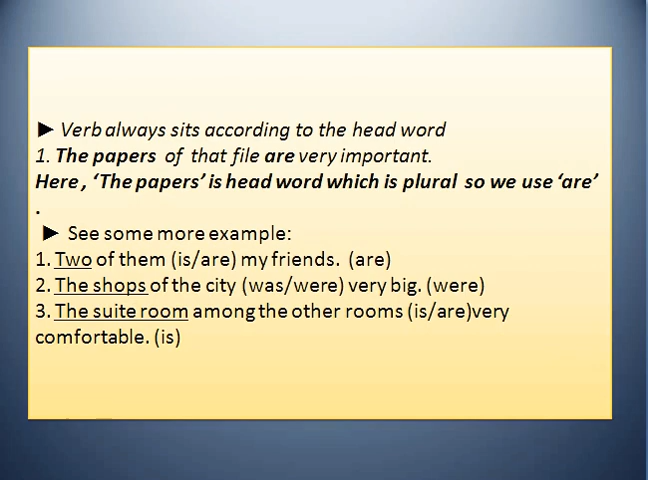 ► Verb always sits according to the head word
1. The papers of that file are very important.
Here , ‘The papers’ is head word which is plural so we use ‘are’
.
► See some more example:
1. Two of them (is/are) my friends. (are)
2. The shops of the city (was/were) very big. (were)
3. The suite room among the other rooms (is/are)very
comfortable. (is)